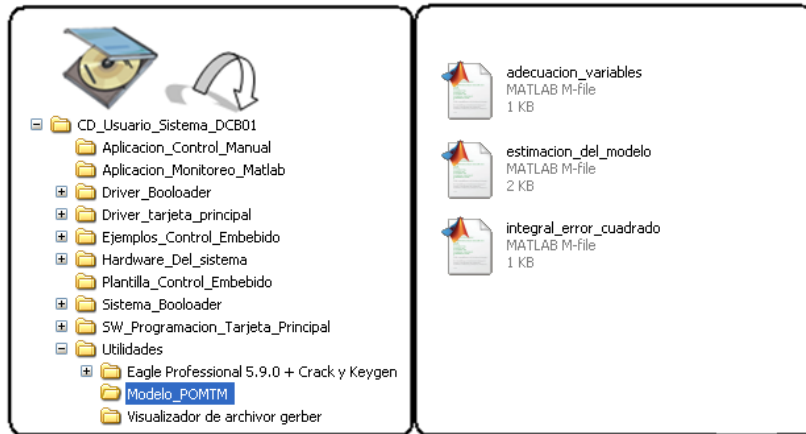 CD_Usuario_Sistema_DCB01
Aplicacion_Control_Manual
Aplicacion_Monitoreo_Matlab
Driver_Booloader
Driver_tarjeta_principal
Ejemplos_Control_Embebido
Hardware_Del_sistema
Plantilla_Control_Embebido
Sistema_Booloader
SW_Programacion_Tarjeta_Principal
Utilidades
Eagle Professional 5.9.0 + Crack y Keygen
Modelo_POMTM
Visualizador de archivor gerber
adecuacion_variables
MATLAB M-file
1 KB
estimacion_del_modelo
MATLAB M-file
2 KB
integral_error_cuadrado
MATLAB M-file
1 KB